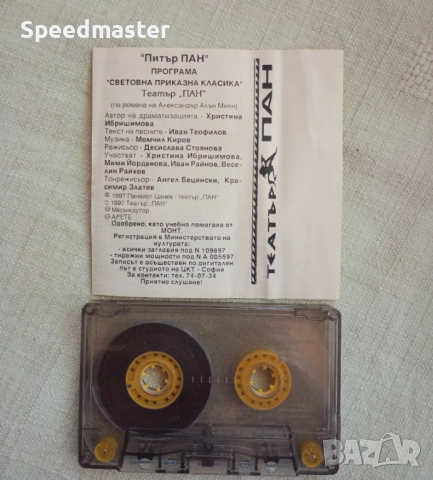 Speedmaster
"Питър ПАН"
ПРОГРАМА
"СВЕТОВНА ПРИКАЗНА КЛАСИКА"
Театър „ПАН"
(по романа на Александър Алън Милн)
Автор на драматизацията - Христина
Ибришимова
Текст на песните - Иван Теофилов
Музика - Момчил Киров
Режисьор - Десислава Стоянова
Участват - Христина Ибришимова,
Мими Йорданова, Иван Райнов, Весе-
лин Райков
Тонрежисьор - Ангел Бецински, Кра-
симир Златев
℗ 1997 Панайот Цанев - театър „ПАН"
© 1997 Театър „ПАН"
Ⓜ Мюзикаутор
Ⓜ АРЕТЕ
Одобрено, като учебно помагало от
МОНТ.
Регистрация в Министерството на
културата:
- всички заглавия под N 109897
- тиражни мощности под N А 005597
Записът е осъществен по дигитален
път в студиото на ЦКТ - София
За контакти: тел. 74-07-34
Приятно слушане!
ТЕАТЪР ПАН
BAZAR